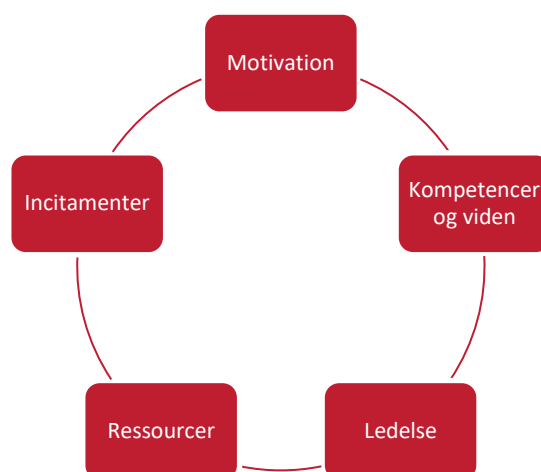 Motivation
Kompetencer
og viden
Ledelse
Ressourcer
Incitamenter